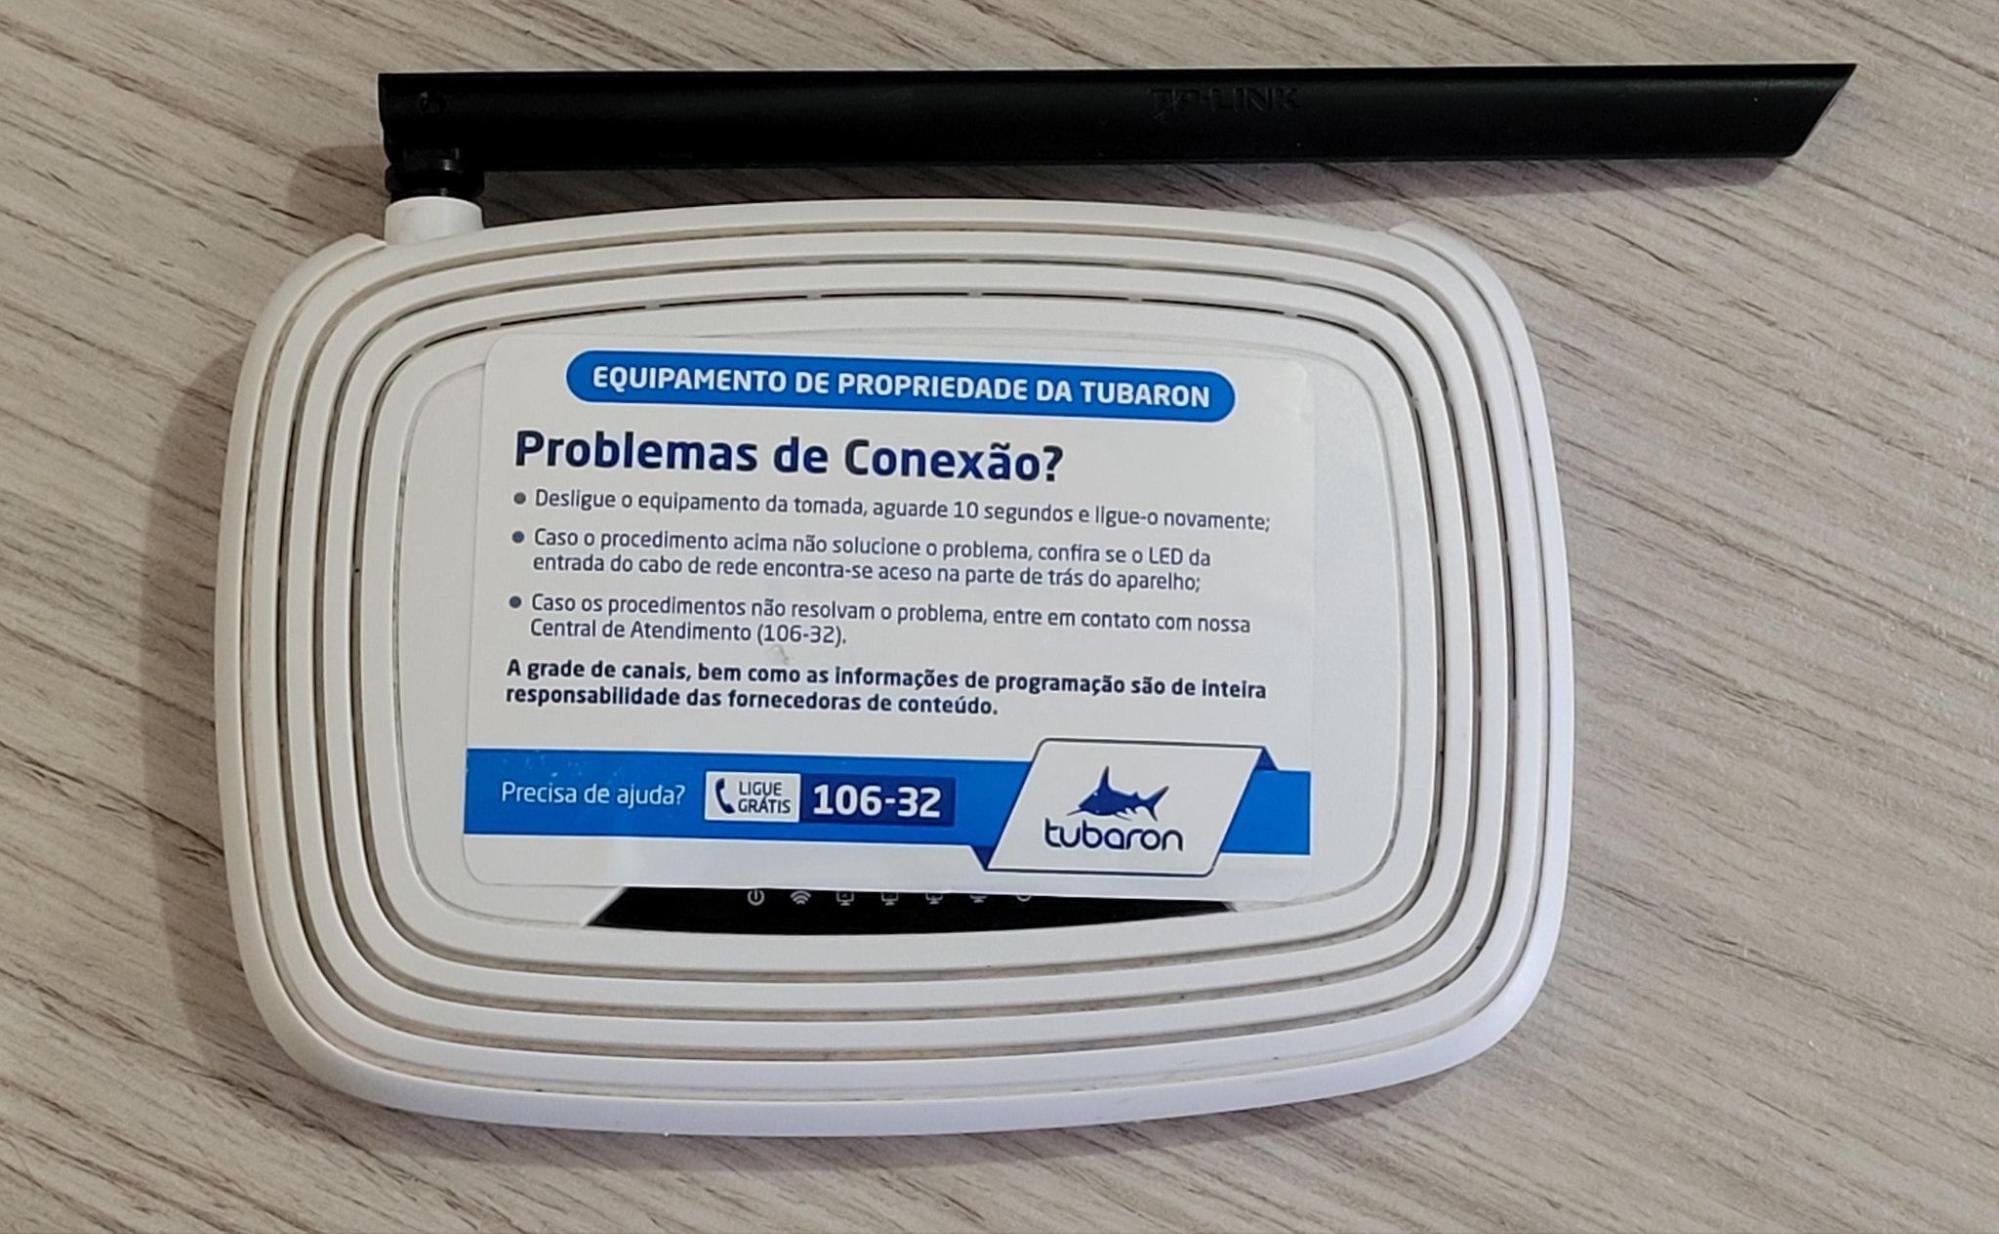 TP-LINK
EQUIPAMENTO DE PROPRIEDADE DA TUBARON
Problemas de Conexão?
• Desligue o equipamento da tomada, aguarde 10 segundos e ligue-o novamente;
• Caso o procedimento acima não solucione o problema, confira se o LED da
entrada do cabo de rede encontra-se aceso na parte de trás do aparelho;
• Caso os procedimentos não resolvam o problema, entre em contato com nossa
Central de Atendimento (106-32).
A grade de canais, bem como as informações de programação são de inteira
responsabilidade das fornecedoras de conteúdo.
Precisa de ajuda?
LIGUE
GRÁTIS
106-32
tubaron